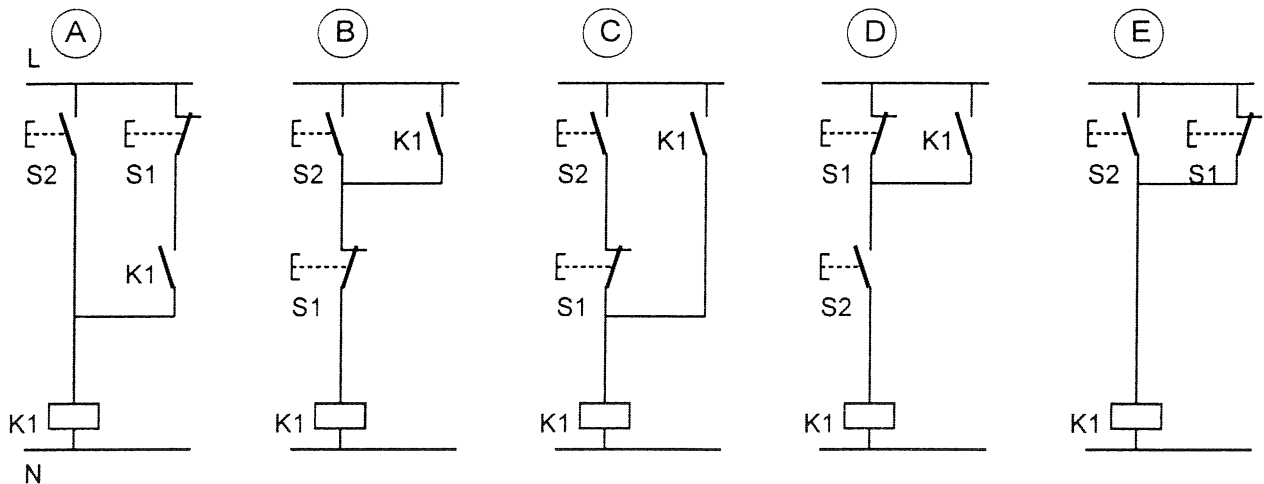 A B C D E
L
K1 K1 K1
S2 S1 S2 S2 S1 S2 S1
K1
S1 S1 S2
K1 K1 K1 K1 K1
N